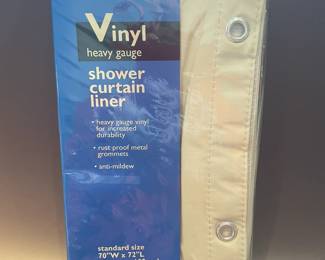 Vinyl
heavy gauge
shower
curtain
liner
• heavy gauge vinyl
for increased
durability
• rust-proof metal
grommets
• anti-mildew
standard size
70"W x 72"L